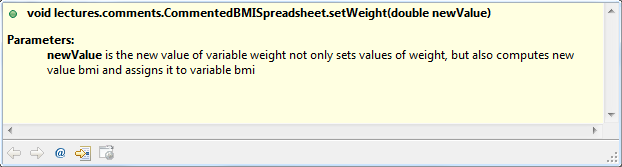 void lectures.comments.CommentedBMISpreadsheet.setWeight(double newValue)
Parameters:
newValue is the new value of variable weight not only sets values of weight, but also computes new
value bmi and assigns it to variable bmi
@